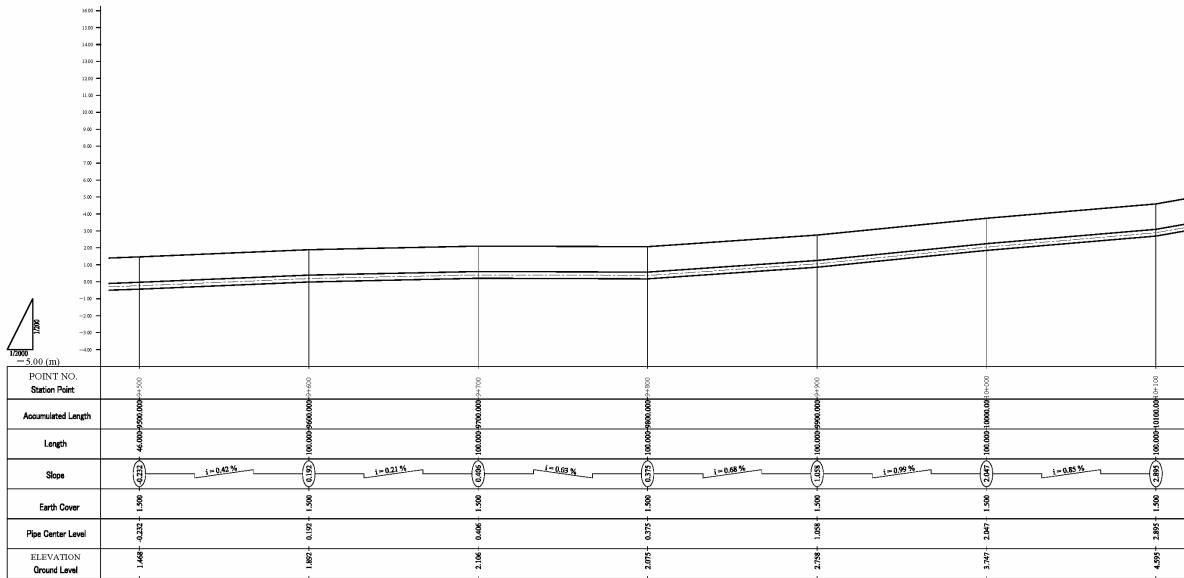 16.00
15.00
14.00
13.00
12.00
11.00
10.00
9.00
8.00
7.00
6.00
5.00
4.00
3.00
2.00
1.00
0.00
-1.00
-2.00
-3.00
-4.00
1/200
1/2000
-5.00 (m)
POINT NO.
Station Point
9+500 9+600 9+700 9+800 9+900 10+000 10+100
Accumulated Length
9500.000 9600.000 9700.000 9800.000 9900.000 10000.00 10100.00
Length
46.000 100.000 100.000 100.000 100.000 100.000 100.000
Slope
-0.232 i = 0.42 % 0.192 i = 0.21 % 0.406 i = 0.03 % 0.375 i = 0.68 % 1.058 i = 0.99 % 2.047 i = 0.85 % 2.895
Earth Cover
1.500 1.500 1.500 1.500 1.500 1.500 1.500
Pipe Center Level
-0.232 0.192 0.406 0.375 1.058 2.047 2.895
ELEVATION
Ground Level
1.468 1.892 2.106 2.075 2.758 3.747 4.595